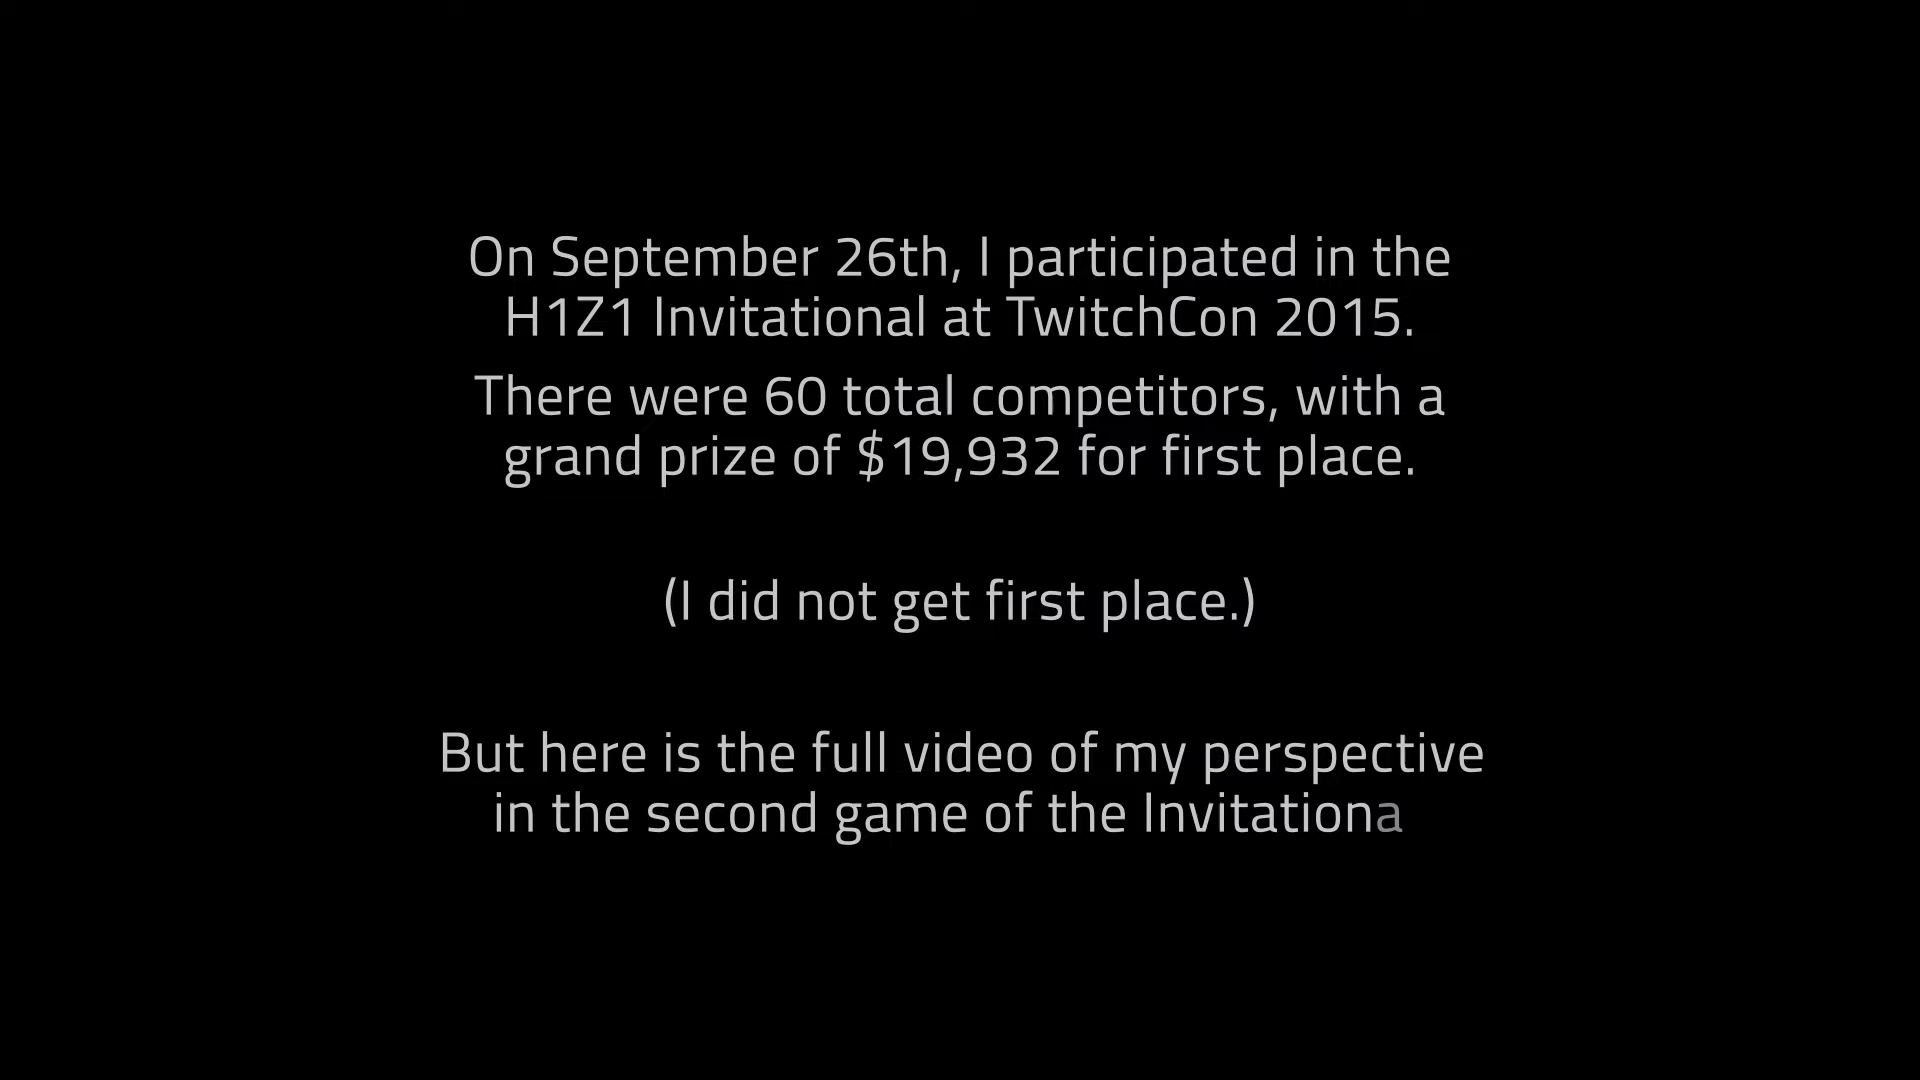 On September 26th, I participated in the
H1Z1 Invitational at TwitchCon 2015.
There were 60 total competitors, with a
grand prize of $19,932 for first place.
(I did not get first place.)
But here is the full video of my perspective
in the second game of the Invitationa